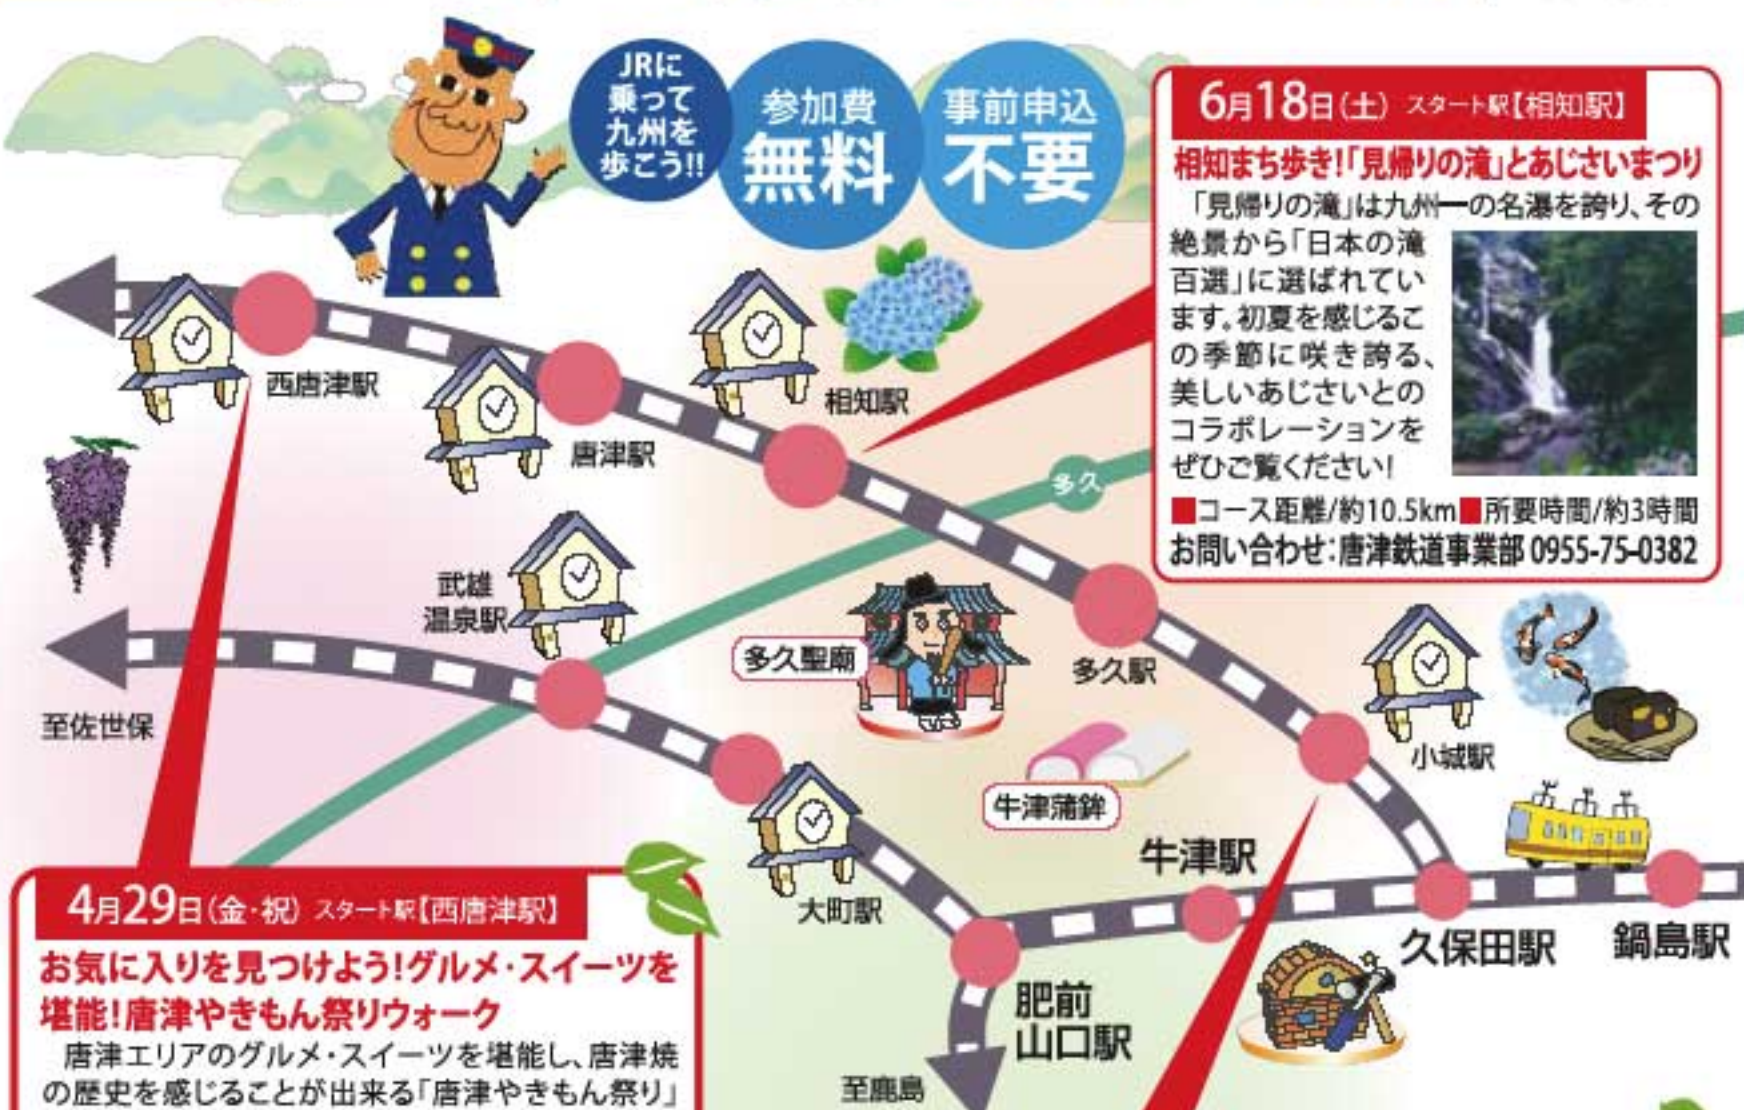 JRに
乗って
九州を
歩こう!!
参加費
無料
事前申込
不要
6月18日(土) スタート駅【相知駅】
相知まち歩き!「見帰りの滝」とあじさいまつり
「見帰りの滝」は九州一の名瀑を誇り、その
絶景から「日本の滝
百選」に選ばれてい
ます。初夏を感じるこ
の季節に咲き誇る、
美しいあじさいとの
コラボレーションを
ぜひご覧ください!
■コース距離/約10.5km■所要時間/約3時間
お問い合わせ:唐津鉄道事業部 0955-75-0382
西唐津駅
唐津駅
相知駅
多久
武雄
温泉駅
多久聖廟
多久駅
至佐世保
小城駅
牛津蒲鉾
牛津駅
大町駅
久保田駅
鍋島駅
肥前
山口駅
至鹿島
4月29日(金・祝) スタート駅【西唐津駅】
お気に入りを見つけよう!グルメ・スイーツを
堪能!唐津やきもん祭りウォーク
唐津エリアのグルメ・スイーツを堪能し、唐津焼
の歴史を感じることが出来る「唐津やきもん祭り」